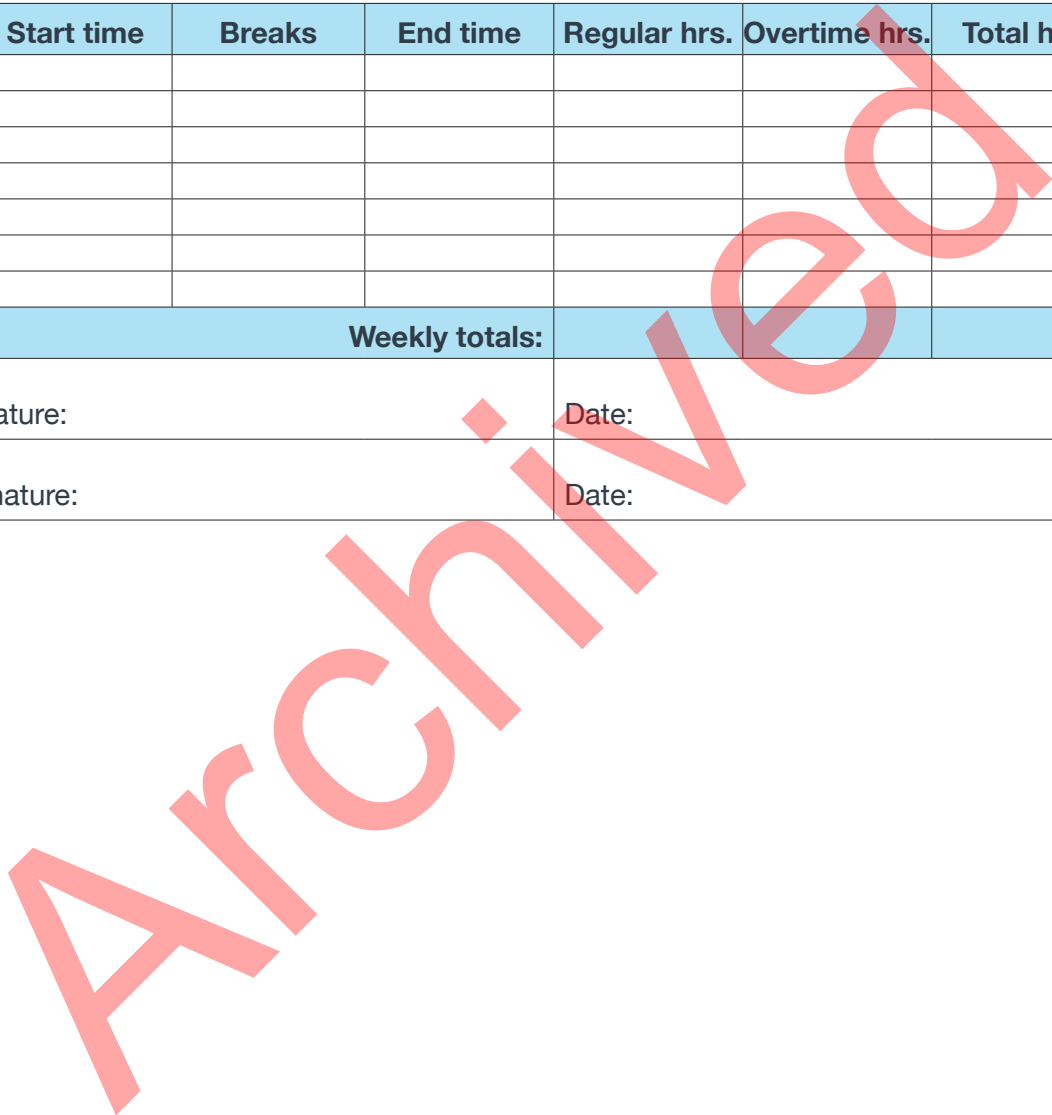 Start time Breaks End time Regular hrs. Overtime hrs. Total h
Weekly totals:
ature: Date:
nature: Date:
Archived